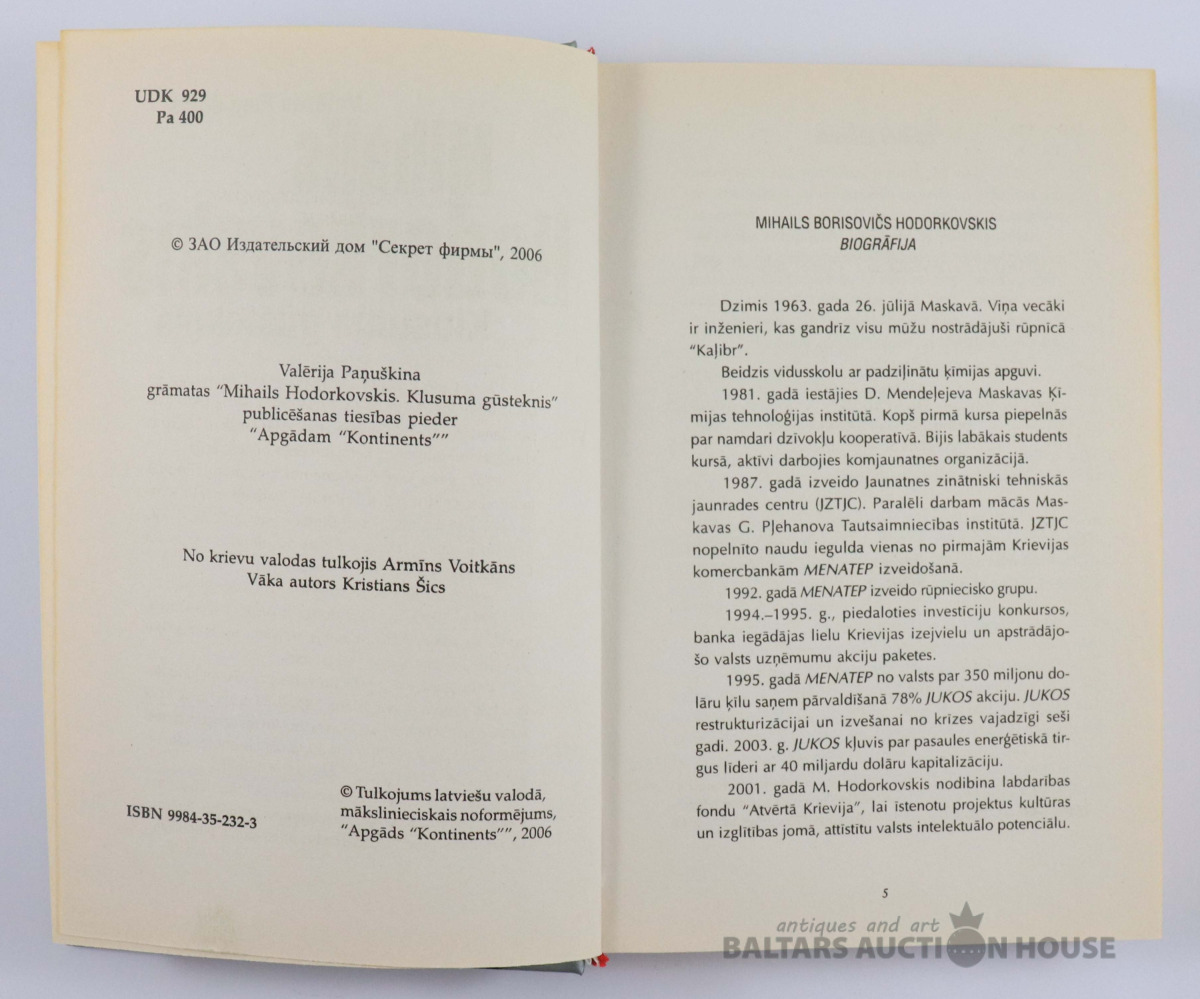 UDK 929
Pa 400
© ЗАО Издательский дом "Секрет фирмы", 2006
Valērija Paņuškina
grāmatas “Mihails Hodorkovskis. Klusuma gūsteknis”
publicēšanas tiesības pieder
“Apgādam “Kontinents””
No krievu valodas tulkojis Armīns Voitkāns
Vāka autors Kristians Šics
ISBN 9984-35-232-3
© Tulkojums latviešu valodā,
mākslinieciskais noformējums,
“Apgāds “Kontinents””, 2006
MIHAILS BORISOVIČS HODORKOVSKIS
BIOGRĀFIJA
Dzimis 1963. gada 26. jūlijā Maskavā. Viņa vecāki
ir inženieri, kas gandrīz visu mūžu nostrādājuši rūpnīcā
“Kaļibr”.
Beidzis vidusskolu ar padziļinātu ķīmijas apguvi.
1981. gadā iestājies D. Mendeļejeva Maskavas Ķī-
mijas tehnoloģijas institūtā. Kopš pirmā kursa piepelnās
par namdari dzīvokļu kooperatīvā. Bijis labākais students
kursā, aktīvi darbojies komjaunatnes organizācijā.
1987. gadā izveido Jaunatnes zinātniski tehniskās
jaunrades centru (JZTJC). Paralēli darbam mācās Mas-
kavas G. Pļehanova Tautsaimniecības institūtā. JZTJC
nopelnīto naudu iegulda vienas no pirmajām Krievijas
komercbankām MENATEP izveidošanā.
1992. gadā MENATEP izveido rūpniecisko grupu.
1994.–1995. g., piedaloties investīciju konkursos,
banka iegādājas lielu Krievijas izejvielu un apstrādājo-
šo valsts uzņēmumu akciju paketes.
1995. gadā MENATEP no valsts par 350 miljonu do-
lāru ķīlu saņem pārvaldīšanā 78% JUKOS akciju. JUKOS
restrukturizācijai un izvešanai no krīzes vajadzīgi seši
gadi. 2003. g. JUKOS kļuvis par pasaules enerģētiskā tir-
gus līderi ar 40 miljardu dolāru kapitalizāciju.
2001. gadā M. Hodorkovskis nodibina labdarības
fondu “Atvērtā Krievija”, lai īstenotu projektus kultūras
un izglītības jomā, attīstītu valsts intelektuālo potenciālu.
5
antiques and art
BALTARS AUCTION HOUSE